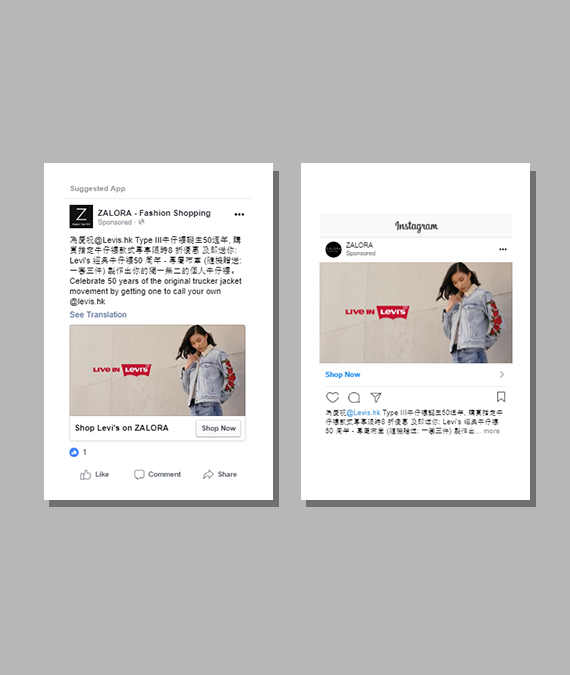 Suggested App
ZALORA - Fashion Shopping
Sponsored ·
為慶祝@Levis.hk Type III牛仔褸誕生50週年, 購
買指定牛仔褸款式專享限時8 折優惠 及即送你:
Levi's 經典牛仔褸50 周年 - 專屬布章 (隨機贈送:
一套三件) 製作出你的獨一無二的個人牛仔褸。
Celebrate 50 years of the original trucker jacket
movement by getting one to call your own
@levis.hk
See Translation
LIVE IN LEVI'S
Shop Levi's on ZALORA
Shop Now
1
Like
Comment
Share
Instagram
ZALORA
Sponsored
LIVE IN LEVI'S
Shop Now
為慶祝@Levis.hk Type III牛仔褸誕生50週年, 購買指定牛
仔褸款式專享限時8 折優惠 及即送你: Levi's 經典牛仔褸
50 周年 - 專屬布章 (隨機贈送: 一套三件) 製作出... more